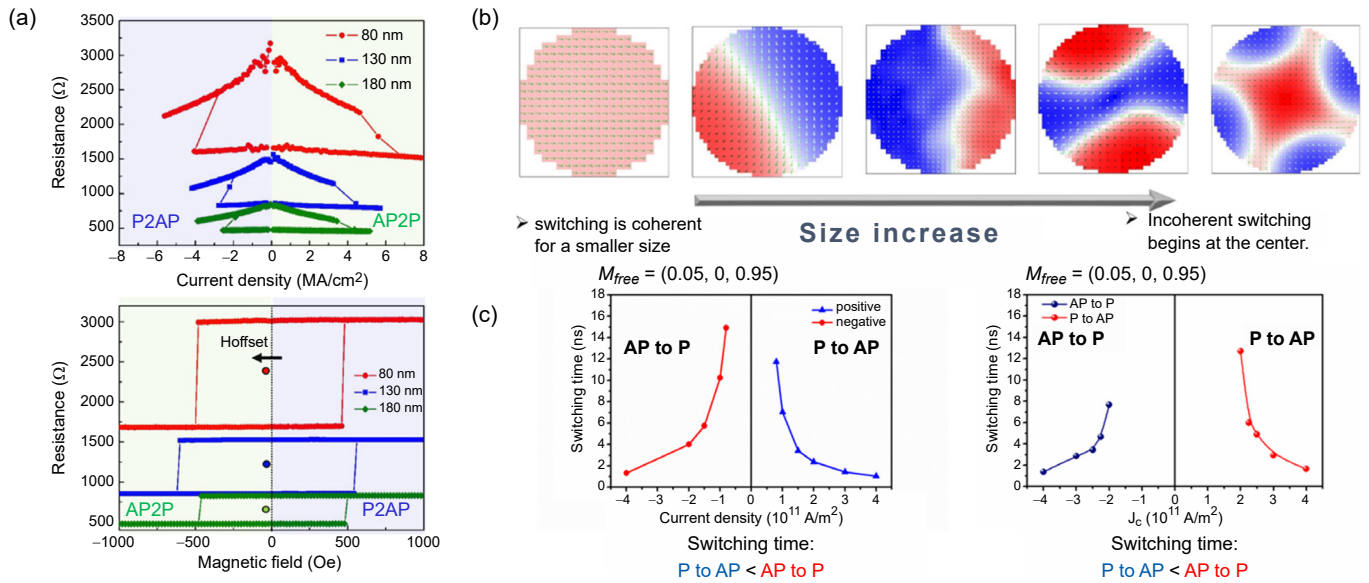 (a)
3500
3000
2500
2000
1500
1000
500
Resistance (Ω)
80 nm
130 nm
180 nm
P2AP
AP2P
−8 −6 −4 −2 0 2 4 6 8
Current density (MA/cm²)
3000
2500
2000
1500
1000
500
Resistance (Ω)
Hoffset
80 nm
130 nm
180 nm
AP2P
P2AP
−1000 −500 0 500 1000
Magnetic field (Oe)
(b)
➢ switching is coherent
for a smaller size
Size increase
➢ Incoherent switching
begins at the center.
(c)
M_free = (0.05, 0, 0.95)
18
16
14
12
10
8
6
4
2
0
Switching time (ns)
positive
negative
AP to P
P to AP
−4 −3 −2 −1 0 1 2 3 4
Current density (10¹¹ A/m²)
Switching time:
P to AP < AP to P
M_free = (0.05, 0, 0.95)
18
16
14
12
10
8
6
4
2
0
Switching time (ns)
AP to P
P to AP
AP to P
P to AP
−4 −3 −2 −1 0 1 2 3 4
J_c (10¹¹ A/m²)
Switching time:
P to AP < AP to P